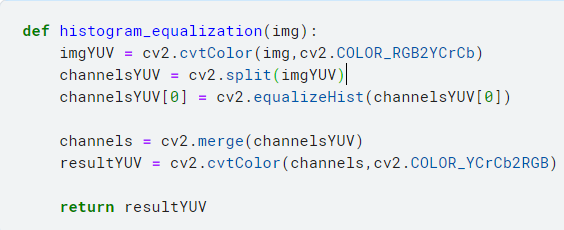 def histogram_equalization(img):
    imgYUV = cv2.cvtColor(img,cv2.COLOR_RGB2YCrCb)
    channelsYUV = cv2.split(imgYUV)
    channelsYUV[0] = cv2.equalizeHist(channelsYUV[0])
    channels = cv2.merge(channelsYUV)
    resultYUV = cv2.cvtColor(channels,cv2.COLOR_YCrCb2RGB)
    return resultYUV